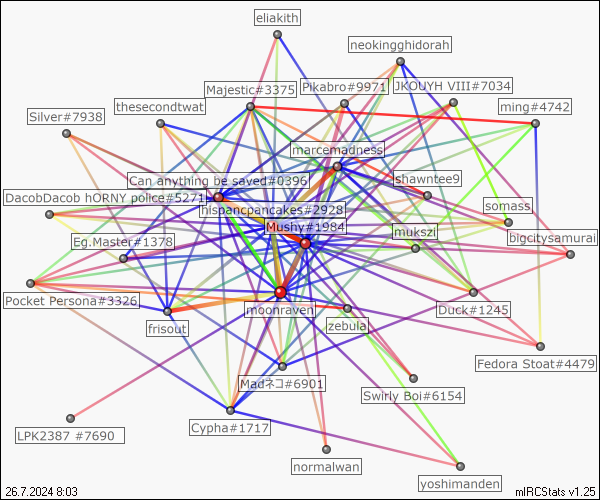 eliakith
neokingghidorah
Majestic#3375
Pikabro#9971
JKOUYH VIII#7034
thesecondtwat
ming#4742
Silver#7938
marcemadness
Can anything be saved#0396
shawntee9
DacobDacob hORNY police#5271
hispancpancakes#2928
somass
Mushy#1984
mukszi
Eg.Master#1378
bigcitysamurai
Pocket Persona#3326
moonraven
Duck#1245
frisout
zebula
Fedora Stoat#4479
Madネコ#6901
Swirly Boi#6154
Cypha#1717
LPK2387 #7690
normalwan
yoshimanden
26.7.2024 8:03
mIRCStats v1.25